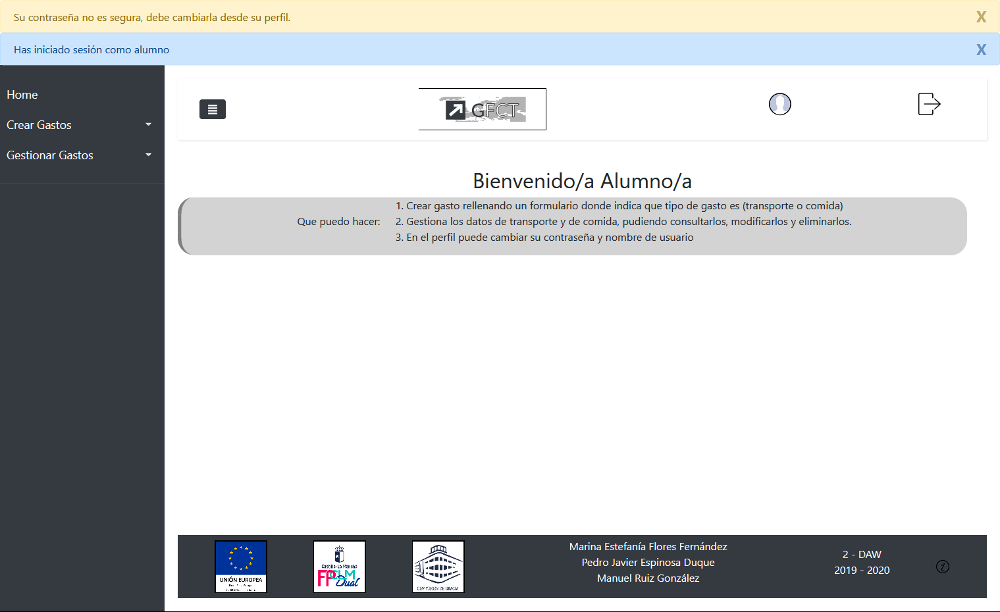 Su contraseña no es segura, debe cambiarla desde su perfil.
X
Has iniciado sesión como alumno
X
Home
Crear Gastos
Gestionar Gastos
GFCT
Bienvenido/a Alumno/a
Que puedo hacer:
1. Crear gasto rellenando un formulario donde indica que tipo de gasto es (transporte o comida)
2. Gestiona los datos de transporte y de comida, pudiendo consultarlos, modificarlos y eliminarlos.
3. En el perfil puede cambiar su contraseña y nombre de usuario
UNIÓN EUROPEA
Castilla-La Mancha
FPCLM
Dual
CIFP VIRGEN DE GRACIA
Marina Estefanía Flores Fernández
Pedro Javier Espinosa Duque
Manuel Ruiz González
2 - DAW
2019 - 2020
i